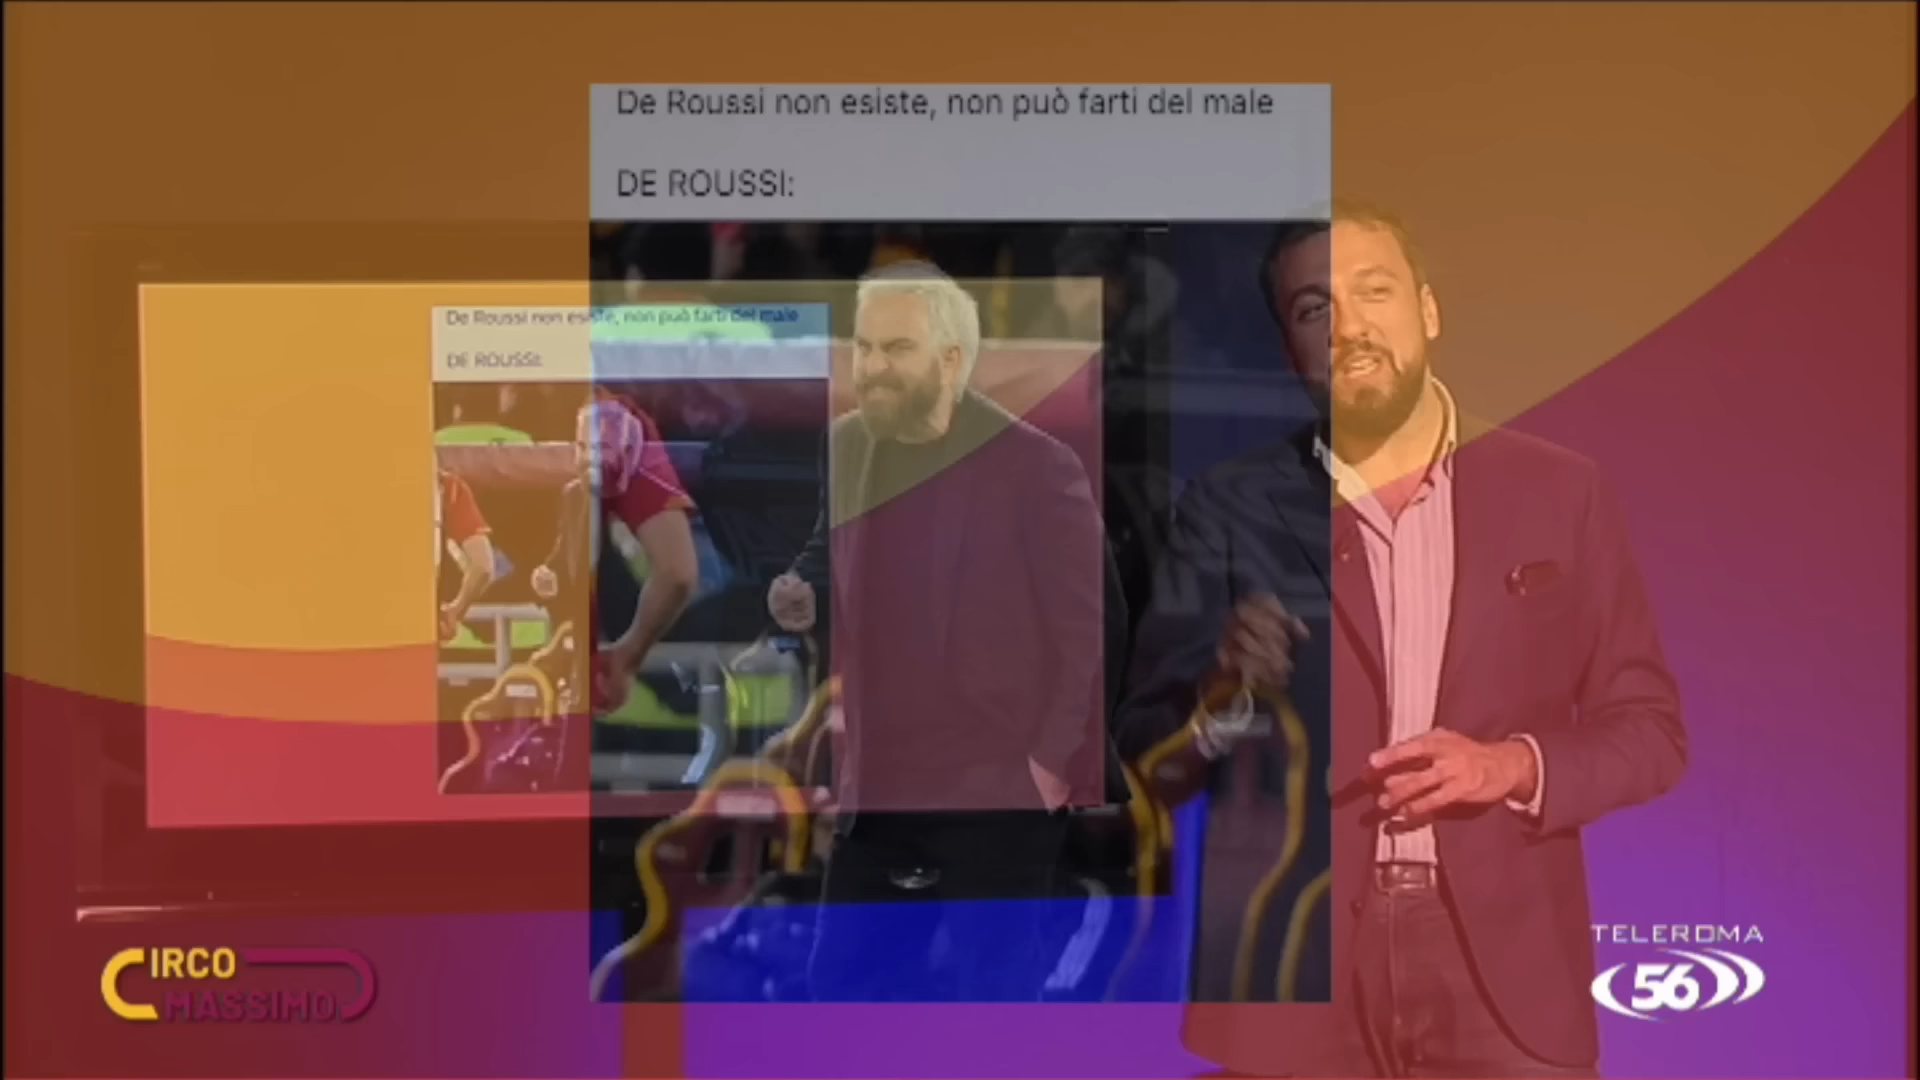 De Roussi non esiste, non può farti del male
DE ROUSSI:
De Roussi non esiste, non può farti del male
DE ROUSSI:
CIRCO
MASSIMO
TELEROMA
56